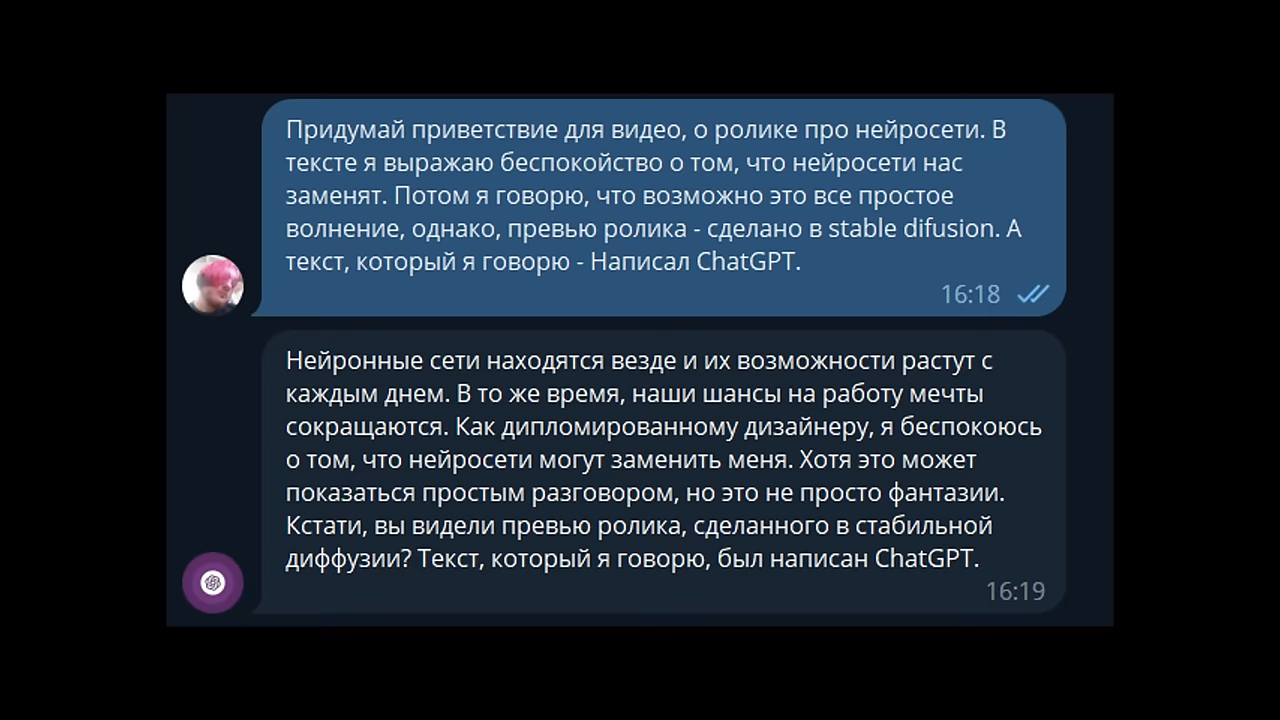 Придумай приветствие для видео, о ролике про нейросети. В
тексте я выражаю беспокойство о том, что нейросети нас
заменят. Потом я говорю, что возможно это все простое
волнение, однако, превью ролика - сделано в stable difusion. А
текст, который я говорю - Написал ChatGPT.
16:18
Нейронные сети находятся везде и их возможности растут с
каждым днем. В то же время, наши шансы на работу мечты
сокращаются. Как дипломированному дизайнеру, я беспокоюсь
о том, что нейросети могут заменить меня. Хотя это может
показаться простым разговором, но это не просто фантазии.
Кстати, вы видели превью ролика, сделанного в стабильной
диффузии? Текст, который я говорю, был написан ChatGPT.
16:19